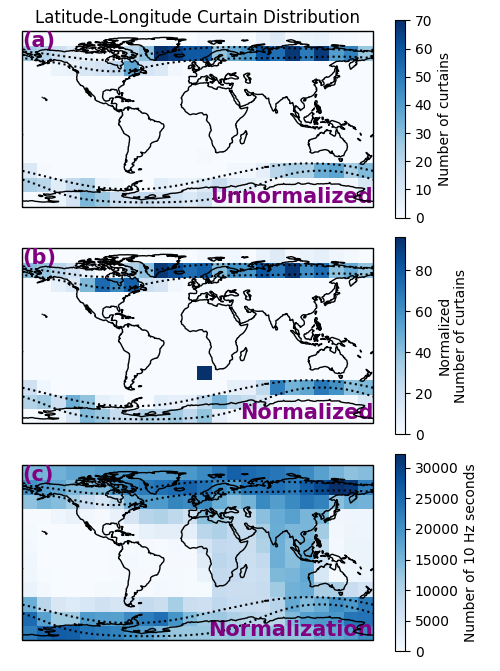 Latitude-Longitude Curtain Distribution
(a)
Unnormalized
70
60
50
40
30
20
10
0
Number of curtains
(b)
Normalized
80
60
40
20
0
Normalized
Number of curtains
(c)
Normalization
30000
25000
20000
15000
10000
5000
0
Number of 10 Hz seconds